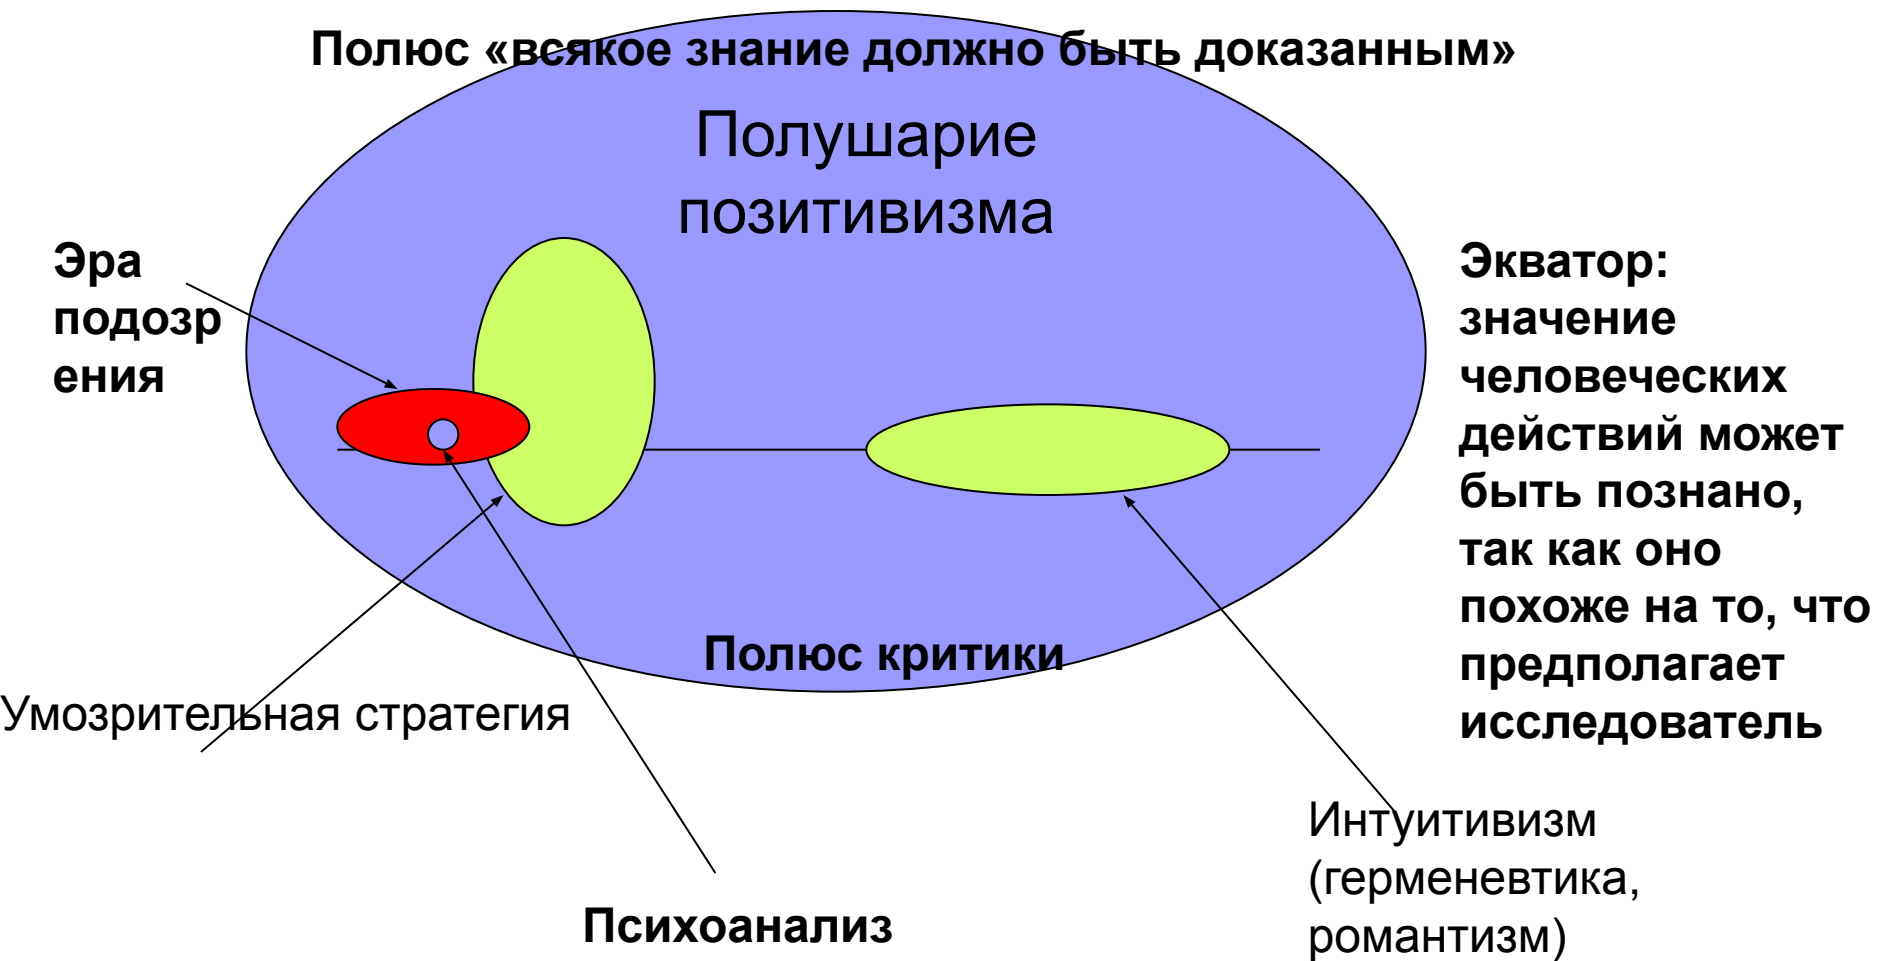 Полюс «всякое знание должно быть доказанным»
Полушарие
позитивизма
Эра
подозр
ения
Экватор:
значение
человеческих
действий может
быть познано,
так как оно
похоже на то, что
предполагает
исследователь
Полюс критики
Умозрительная стратегия
Психоанализ
Интуитивизм
(герменевтика,
романтизм)